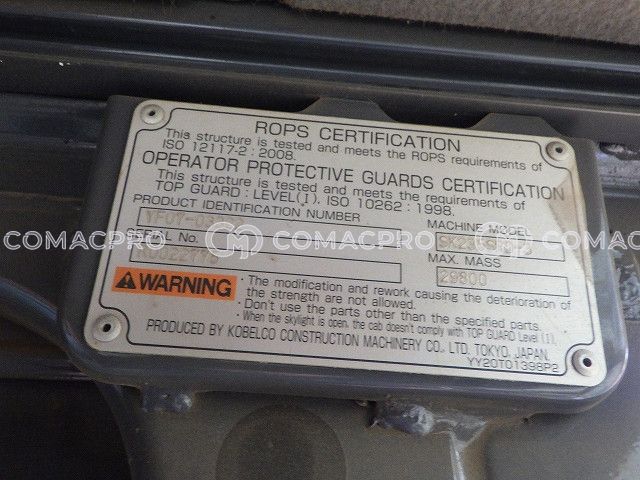 ROPS CERTIFICATION
This structure is tested and meets the ROPS requirements of
ISO 12117-2 : 2008.
OPERATOR PROTECTIVE GUARDS CERTIFICATION
This structure is tested and meets the requirements of
TOP GUARD : LEVEL(I), ISO 10262 : 1998.
PRODUCT IDENTIFICATION NUMBER
MACHINE MODEL
SERIAL No.
MAX. MASS
29900
COMACPRO COMACPRO COMACPRO
WARNING
· The modification and rework causing the deterioration of
the strength are not allowed.
· Don't use the parts other than the specified parts.
· When the skylight is open, the cab doesn't comply with TOP GUARD Level (I).
PRODUCED BY KOBELCO CONSTRUCTION MACHINERY CO., LTD. TOKYO, JAPAN.
YY20T01398P2